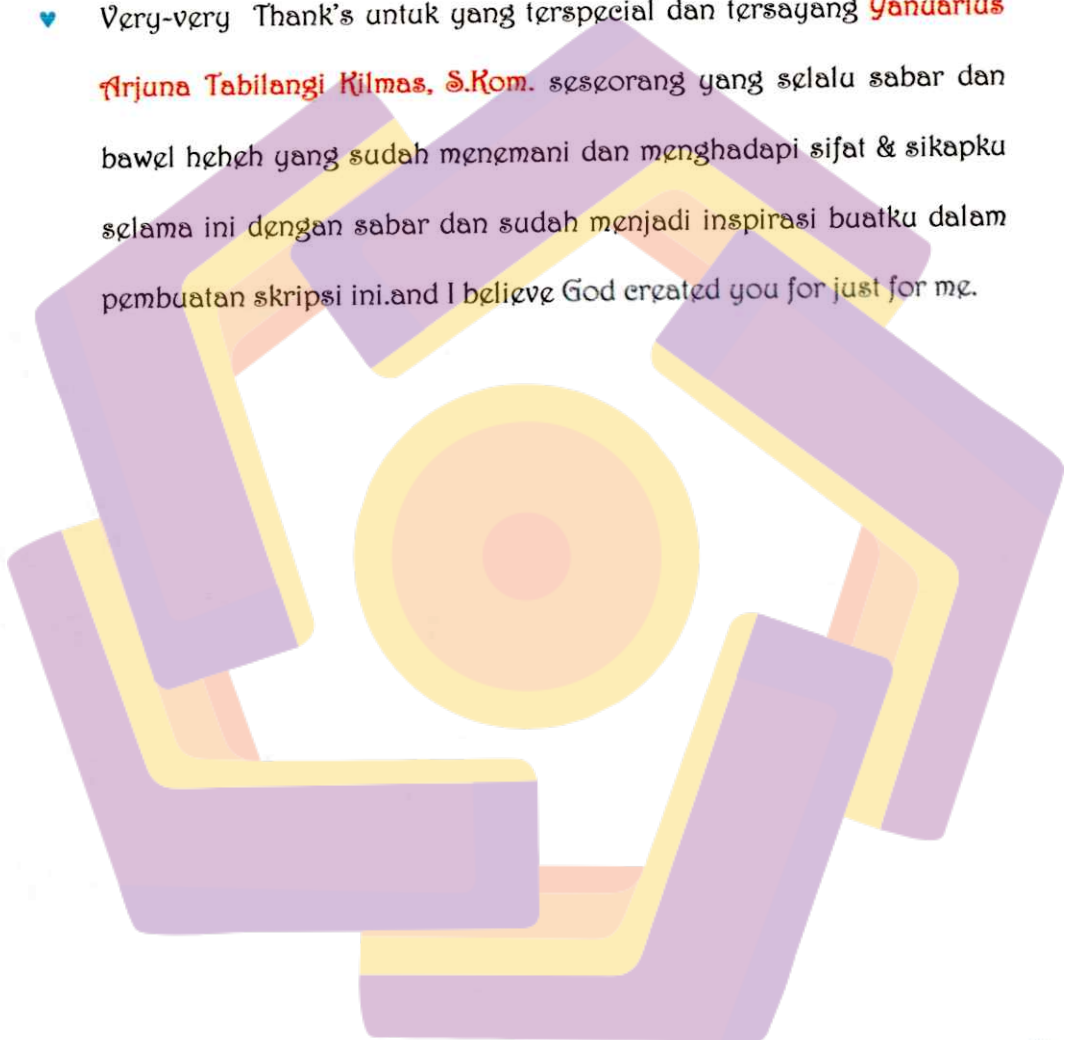 ♥ Very-very Thank's untuk yang terspecial dan tersayang Yanuarius
Arjuna Tabilangi Kilmas, S.Kom. seseorang yang selalu sabar dan
bawel heheh yang sudah menemani dan menghadapi sifat & sikapku
selama ini dengan sabar dan sudah menjadi inspirasi buatku dalam
pembuatan skripsi ini.and I believe God created you for just for me.